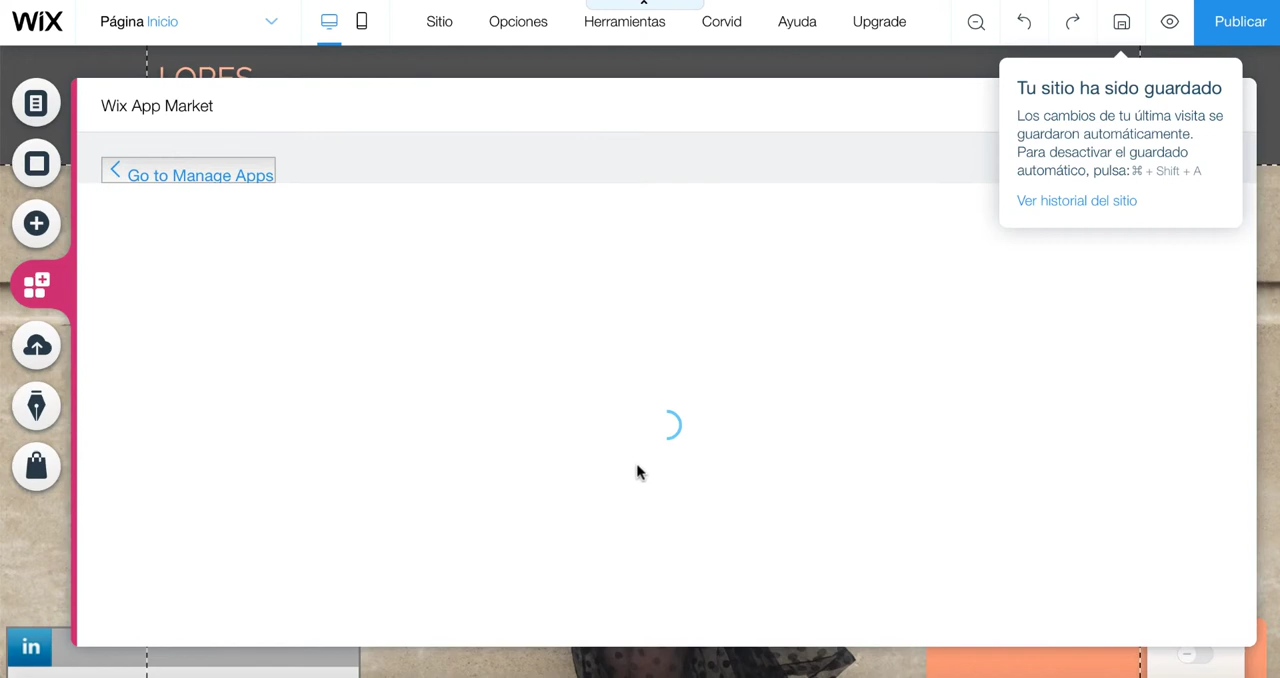 WiX
Página Inicio
Sitio
Opciones
Herramientas
Corvid
Ayuda
Upgrade
Publicar
LOPES
Wix App Market
Go to Manage Apps
Tu sitio ha sido guardado
Los cambios de tu última visita se
guardaron automáticamente.
Para desactivar el guardado
automático, pulsa: ⌘ + Shift + A
Ver historial del sitio
in